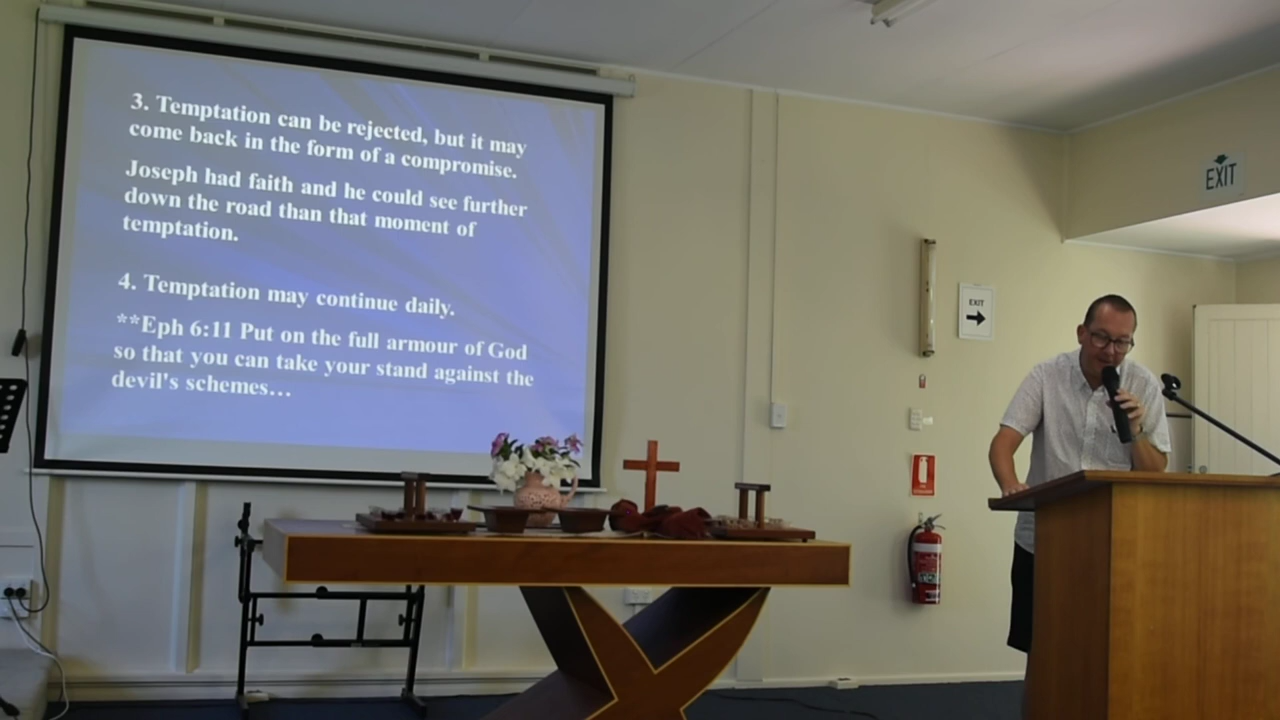 3. Temptation can be rejected, but it may
come back in the form of a compromise.
Joseph had faith and he could see further
down the road than that moment of
temptation.
4. Temptation may continue daily.
**Eph 6:11 Put on the full armour of God
so that you can take your stand against the
devil's schemes…
EXIT
EXIT